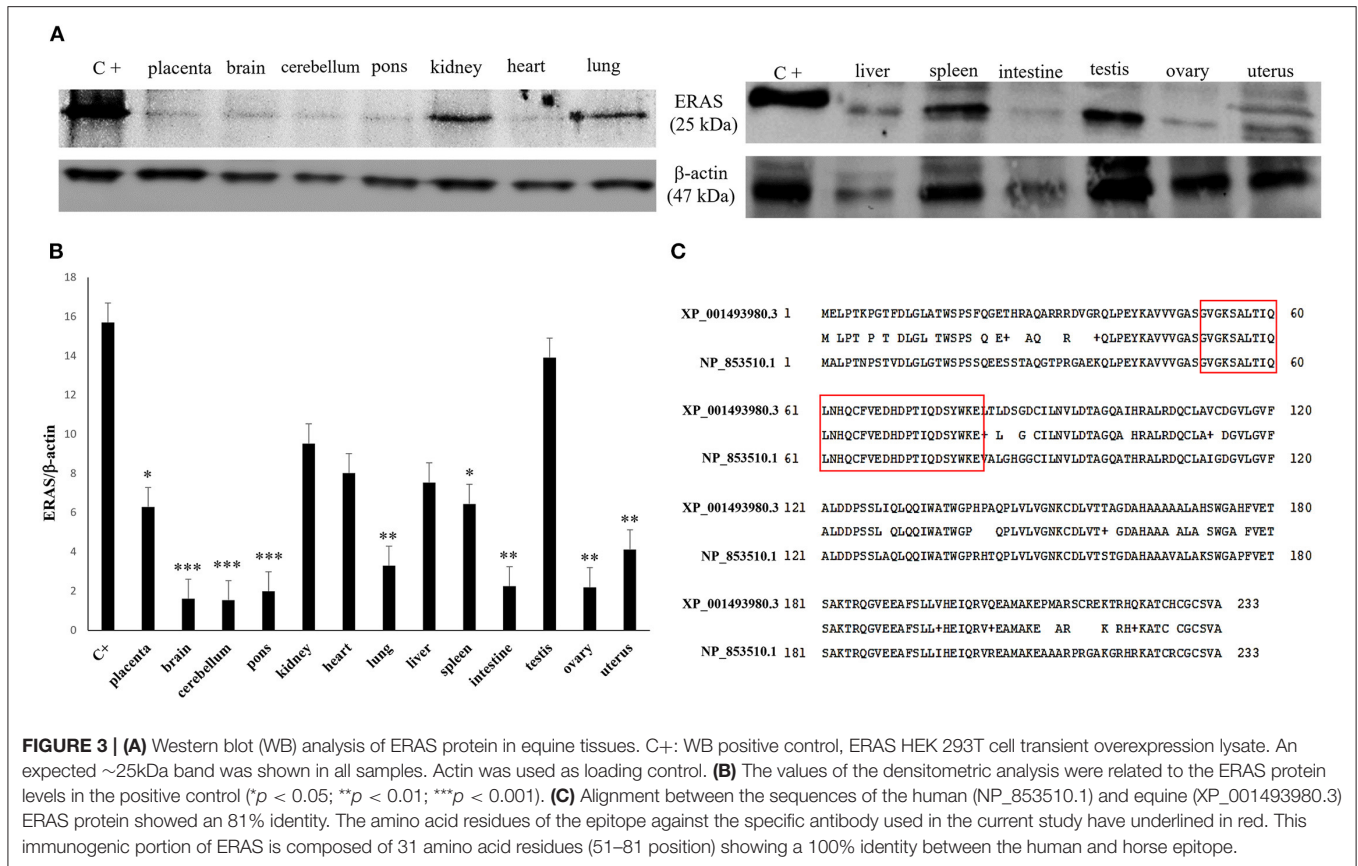 A
C + placenta brain cerebellum pons kidney heart lung
C + liver spleen intestine testis ovary uterus
ERAS
(25 kDa)
β-actin
(47 kDa)
B
ERAS/β-actin
18
16
14
12
10
8
6
4
2
0
* *** *** *** ** * ** ** **
C+ placenta brain cerebellum pons kidney heart lung liver spleen intestine testis ovary uterus
C
XP_001493980.3 1 MELPTKPGTFDLGLATWSPSFQGETHRAQARRRDVGRQLPEYKAVVVGASGVGKSALTIQ 60
M LPT P T DLGL TWSPS Q E+ AQ R +QLPEYKAVVVGASGVGKSALTIQ
NP_853510.1 1 MALPTNPSTVDLGLGTWSPSSQEESSTAQGTPRGAEKQLPEYKAVVVGASGVGKSALTIQ 60
XP_001493980.3 61 LNHQCFVEDHDPTIQDSYWKELTLDSGDCILNVLDTAGQAIHRALRDQCLAVCDGVLGVF 120
LNHQCFVEDHDPTIQDSYWKE+ L G CILNVLDTAGQA HRALRDQCLA+ DGVLGVF
NP_853510.1 61 LNHQCFVEDHDPTIQDSYWKEVALGHGGCILNVLDTAGQATHRALRDQCLAIGDGVLGVF 120
XP_001493980.3 121 ALDDPSSLIQLQQIWATWGPHPAQPLVLVGNKCDLVTTAGDAHAAAAALAHSWGAHFVET 180
ALDDPSSL QLQQIWATWGP QPLVLVGNKCDLVT+ GDAHAAA ALA SWGA FVET
NP_853510.1 121 ALDDPSSLAQLQQIWATWGPRHTQPLVLVGNKCDLVTSTGDAHAAAVALAKSWGAPFVET 180
XP_001493980.3 181 SAKTRQGVEEAFSLLVHEIQRVQEAMAKEPMARSCREKTRHQKATCHCGCSVA 233
SAKTRQGVEEAFSLL+HEIQRV+EAMAKE AR K RH+KATC CGCSVA
NP_853510.1 181 SAKTRQGVEEAFSLLIHEIQRVREAMAKEAAARPRGAKGRHRKATCRCGCSVA 233
FIGURE 3 | (A) Western blot (WB) analysis of ERAS protein in equine tissues. C+: WB positive control, ERAS HEK 293T cell transient overexpression lysate. An
expected ~25kDa band was shown in all samples. Actin was used as loading control. (B) The values of the densitometric analysis were related to the ERAS protein
levels in the positive control (*p < 0.05; **p < 0.01; ***p < 0.001). (C) Alignment between the sequences of the human (NP_853510.1) and equine (XP_001493980.3)
ERAS protein showed an 81% identity. The amino acid residues of the epitope against the specific antibody used in the current study have underlined in red. This
immunogenic portion of ERAS is composed of 31 amino acid residues (51–81 position) showing a 100% identity between the human and horse epitope.